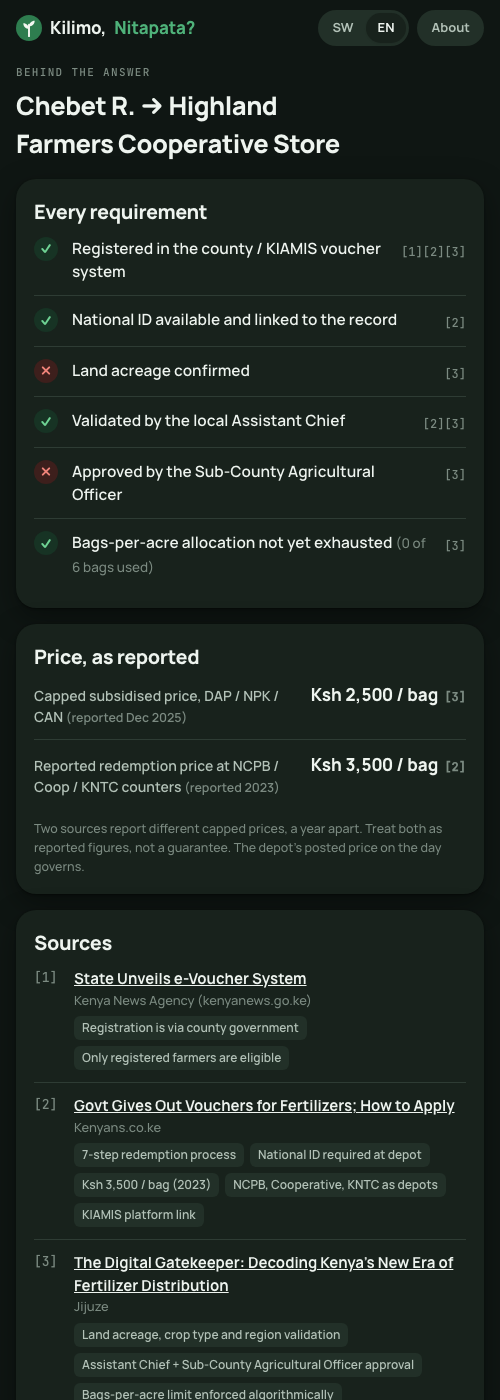 Kilimo, Nitapata?
SW EN About
BEHIND THE ANSWER
Chebet R. → Highland
Farmers Cooperative Store
Every requirement
Registered in the county / KIAMIS voucher [1][2][3]
system
National ID available and linked to the record [2]
Land acreage confirmed [3]
Validated by the local Assistant Chief [2][3]
Approved by the Sub-County Agricultural [3]
Officer
Bags-per-acre allocation not yet exhausted (0 of [3]
6 bags used)
Price, as reported
Capped subsidised price, DAP / NPK / Ksh 2,500 / bag [3]
CAN (reported Dec 2025)
Reported redemption price at NCPB / Ksh 3,500 / bag [2]
Coop / KNTC counters (reported 2023)
Two sources report different capped prices, a year apart. Treat both as
reported figures, not a guarantee. The depot's posted price on the day
governs.
Sources
[1] State Unveils e-Voucher System
Kenya News Agency (kenyanews.go.ke)
Registration is via county government
Only registered farmers are eligible
[2] Govt Gives Out Vouchers for Fertilizers; How to Apply
Kenyans.co.ke
7-step redemption process National ID required at depot
Ksh 3,500 / bag (2023) NCPB, Cooperative, KNTC as depots
KIAMIS platform link
[3] The Digital Gatekeeper: Decoding Kenya's New Era of
Fertilizer Distribution
Jijuze
Land acreage, crop type and region validation
Assistant Chief + Sub-County Agricultural Officer approval
Bags-per-acre limit enforced algorithmically